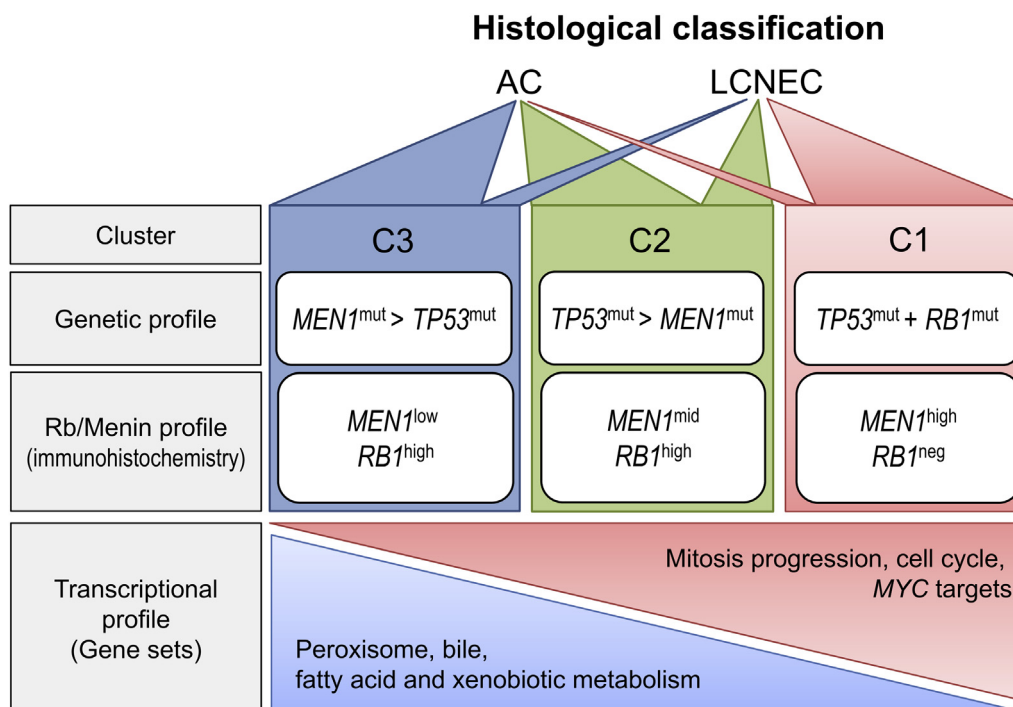 Histological classification
AC
LCNEC
Cluster
C3
C2
C1
Genetic profile
MEN1mut > TP53mut
TP53mut > MEN1mut
TP53mut + RB1mut
Rb/Menin profile
(immunohistochemistry)
MEN1low
RB1high
MEN1mid
RB1high
MEN1high
RB1neg
Transcriptional
profile
(Gene sets)
Mitosis progression, cell cycle,
MYC targets
Peroxisome, bile,
fatty acid and xenobiotic metabolism